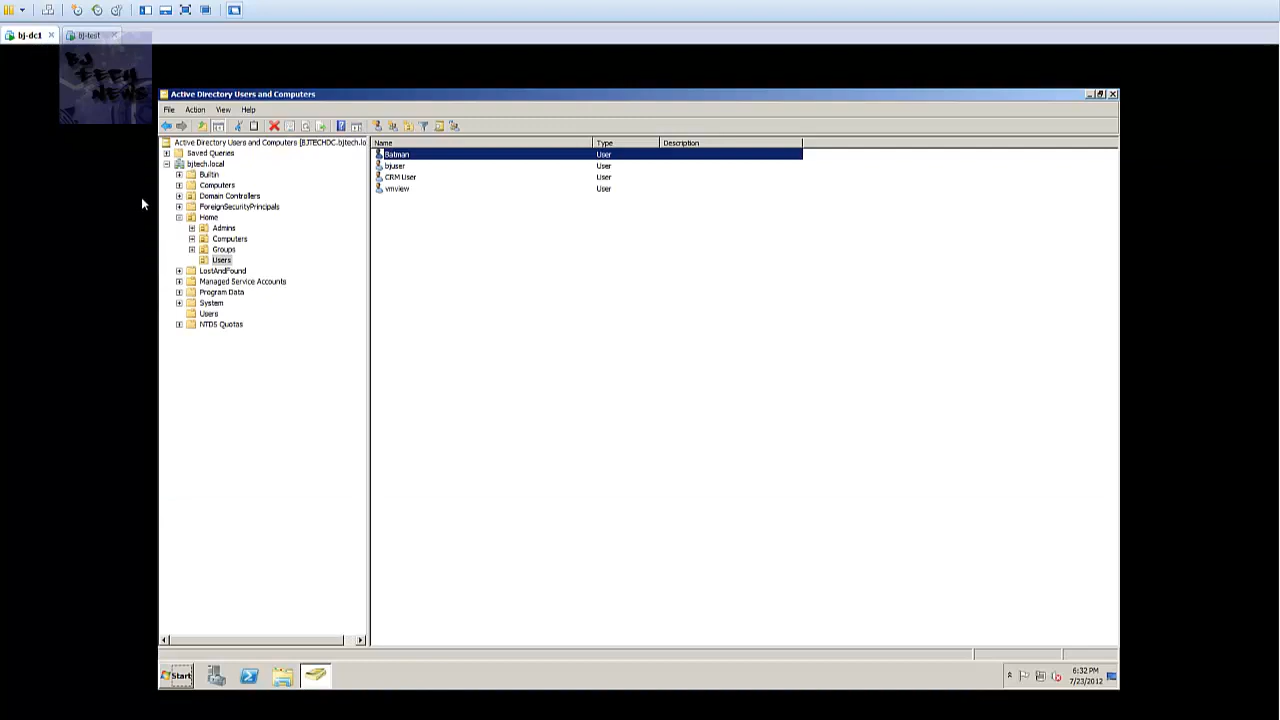 bj-dc1
bj-test
BJ
TECH
NEWS
Active Directory Users and Computers
File Action View Help
Active Directory Users and Computers [BJTECHDC.bjtech.lo
Saved Queries
bjtech.local
Builtin
Computers
Domain Controllers
ForeignSecurityPrincipals
Home
Admins
Computers
Groups
Users
LostAndFound
Managed Service Accounts
Program Data
System
Users
NTDS Quotas
Name Type Description
Batman User
bjuser User
CRM User User
vmview User
Start
6:32 PM
7/23/2012